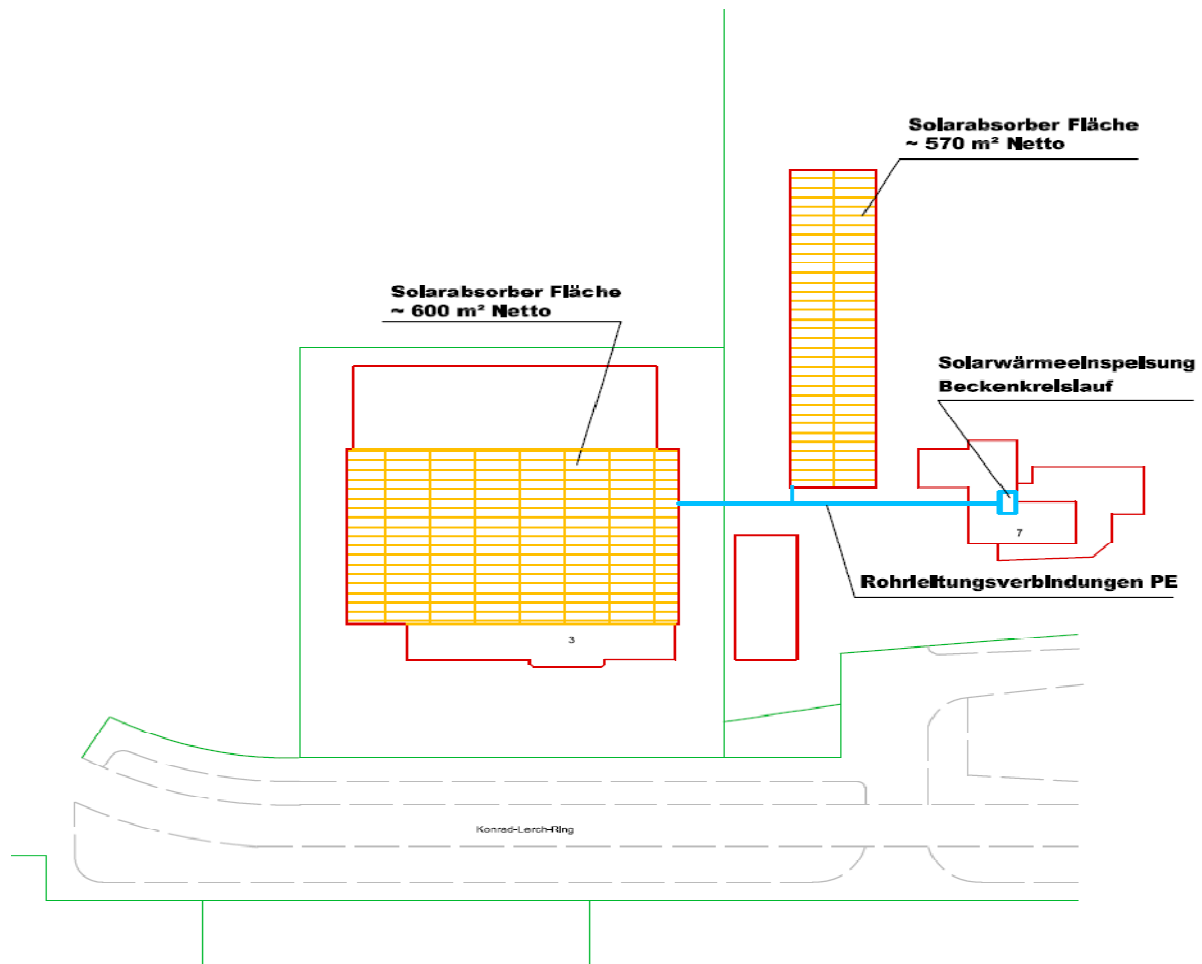 Solarabsorber Fläche
~ 570 m² Netto
Solarabsorber Fläche
~ 600 m² Netto
Solarwärmeeinspeisung
Beckenkreislauf
7
Rohrleitungsverbindungen PE
3
Konrad-Lerch-Ring